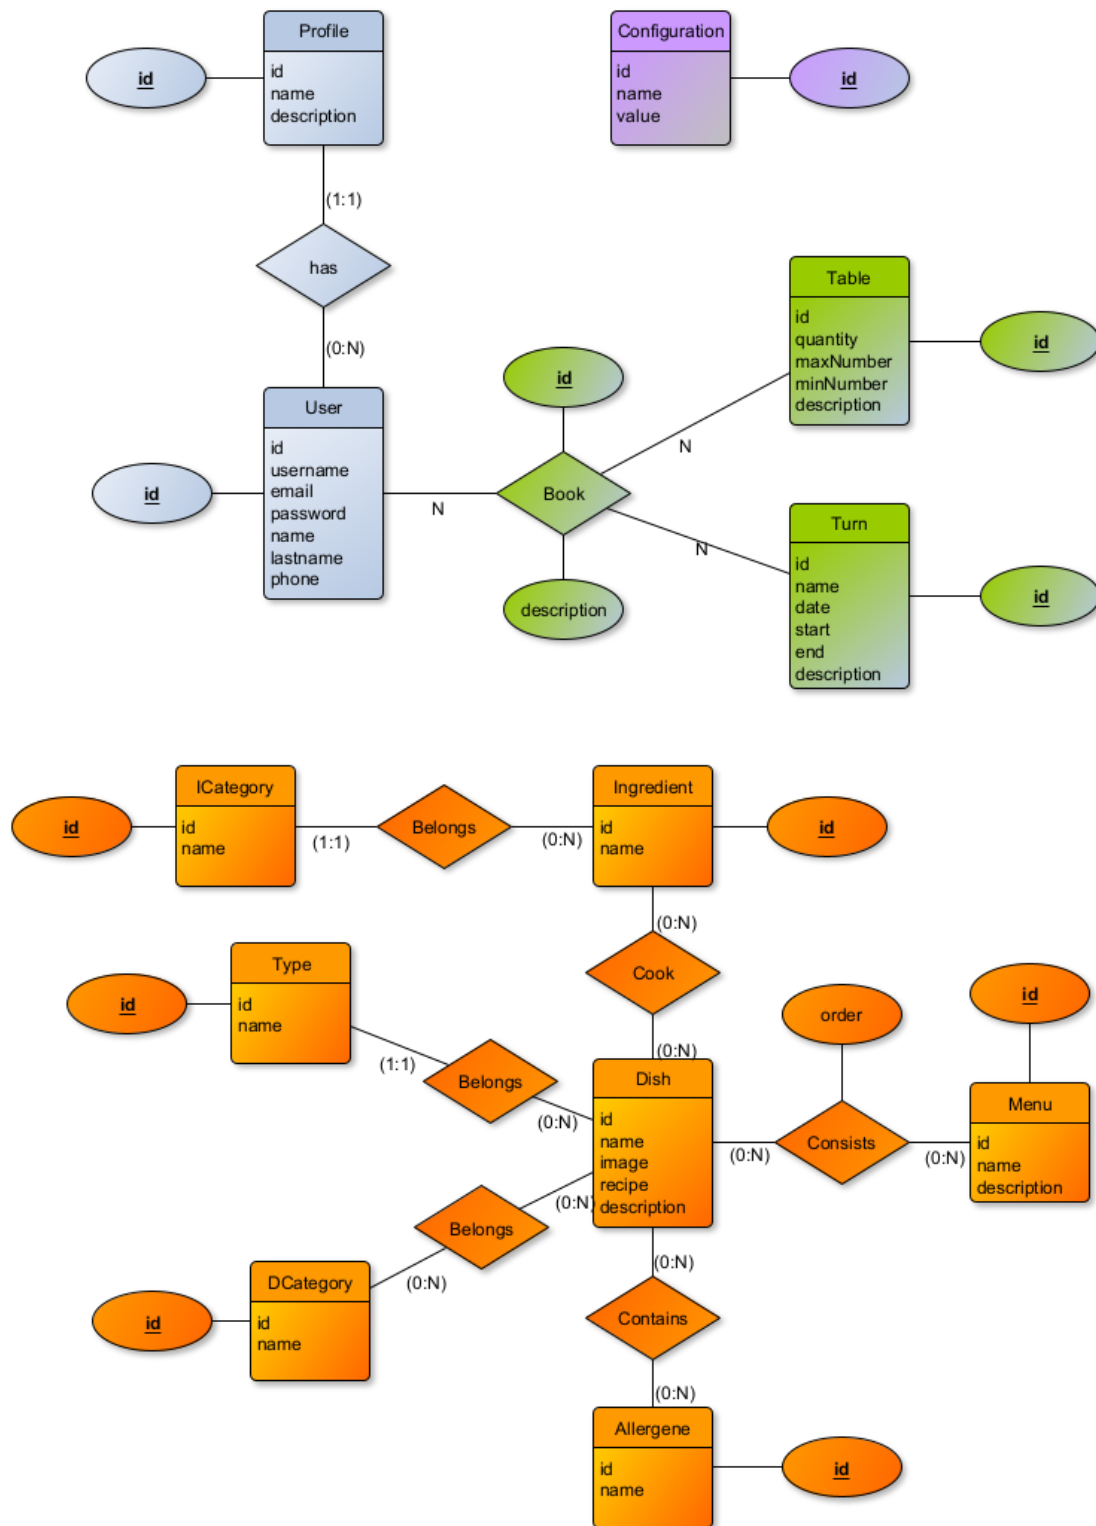 Profile
id
id
name
description
(1:1)
has
(0:N)
User
id
id
username
email
password
name
lastname
phone
Configuration
id
name
value
id
N
id
Book
description
N
N
Table
id
quantity
maxNumber
minNumber
description
id
Turn
id
name
date
start
end
description
id
ICategory
id
id
name
(1:1)
Belongs
(0:N)
Ingredient
id
name
id
(0:N)
Cook
(0:N)
Type
id
id
name
(1:1)
Belongs
(0:N)
Dish
id
name
image
recipe
description
(0:N)
order
Consists
(0:N)
id
Menu
id
name
description
(0:N)
Belongs
(0:N)
DCategory
id
id
name
(0:N)
Contains
(0:N)
Allergene
id
name
id